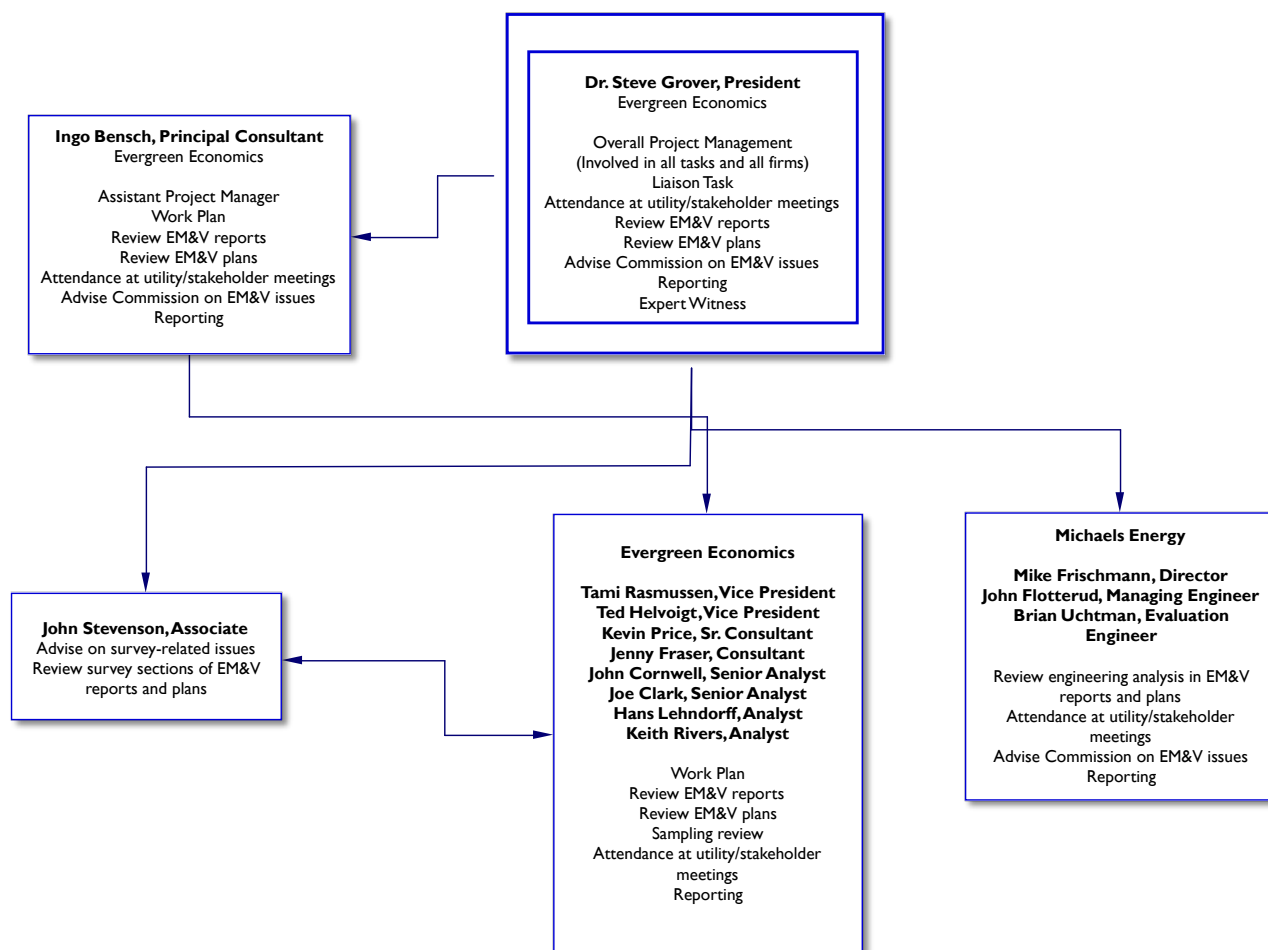 Dr. Steve Grover, President
Evergreen Economics
Overall Project Management
(Involved in all tasks and all firms)
Liaison Task
Attendance at utility/stakeholder meetings
Review EM&V reports
Review EM&V plans
Advise Commission on EM&V issues
Reporting
Expert Witness
Ingo Bensch, Principal Consultant
Evergreen Economics
Assistant Project Manager
Work Plan
Review EM&V reports
Review EM&V plans
Attendance at utility/stakeholder meetings
Advise Commission on EM&V issues
Reporting
John Stevenson, Associate
Advise on survey-related issues
Review survey sections of EM&V
reports and plans
Evergreen Economics
Tami Rasmussen, Vice President
Ted Helvoigt, Vice President
Kevin Price, Sr. Consultant
Jenny Fraser, Consultant
John Cornwell, Senior Analyst
Joe Clark, Senior Analyst
Hans Lehndorff, Analyst
Keith Rivers, Analyst
Work Plan
Review EM&V reports
Review EM&V plans
Sampling review
Attendance at utility/stakeholder
meetings
Reporting
Michaels Energy
Mike Frischmann, Director
John Flotterud, Managing Engineer
Brian Uchtman, Evaluation
Engineer
Review engineering analysis in EM&V
reports and plans
Attendance at utility/stakeholder
meetings
Advise Commission on EM&V issues
Reporting